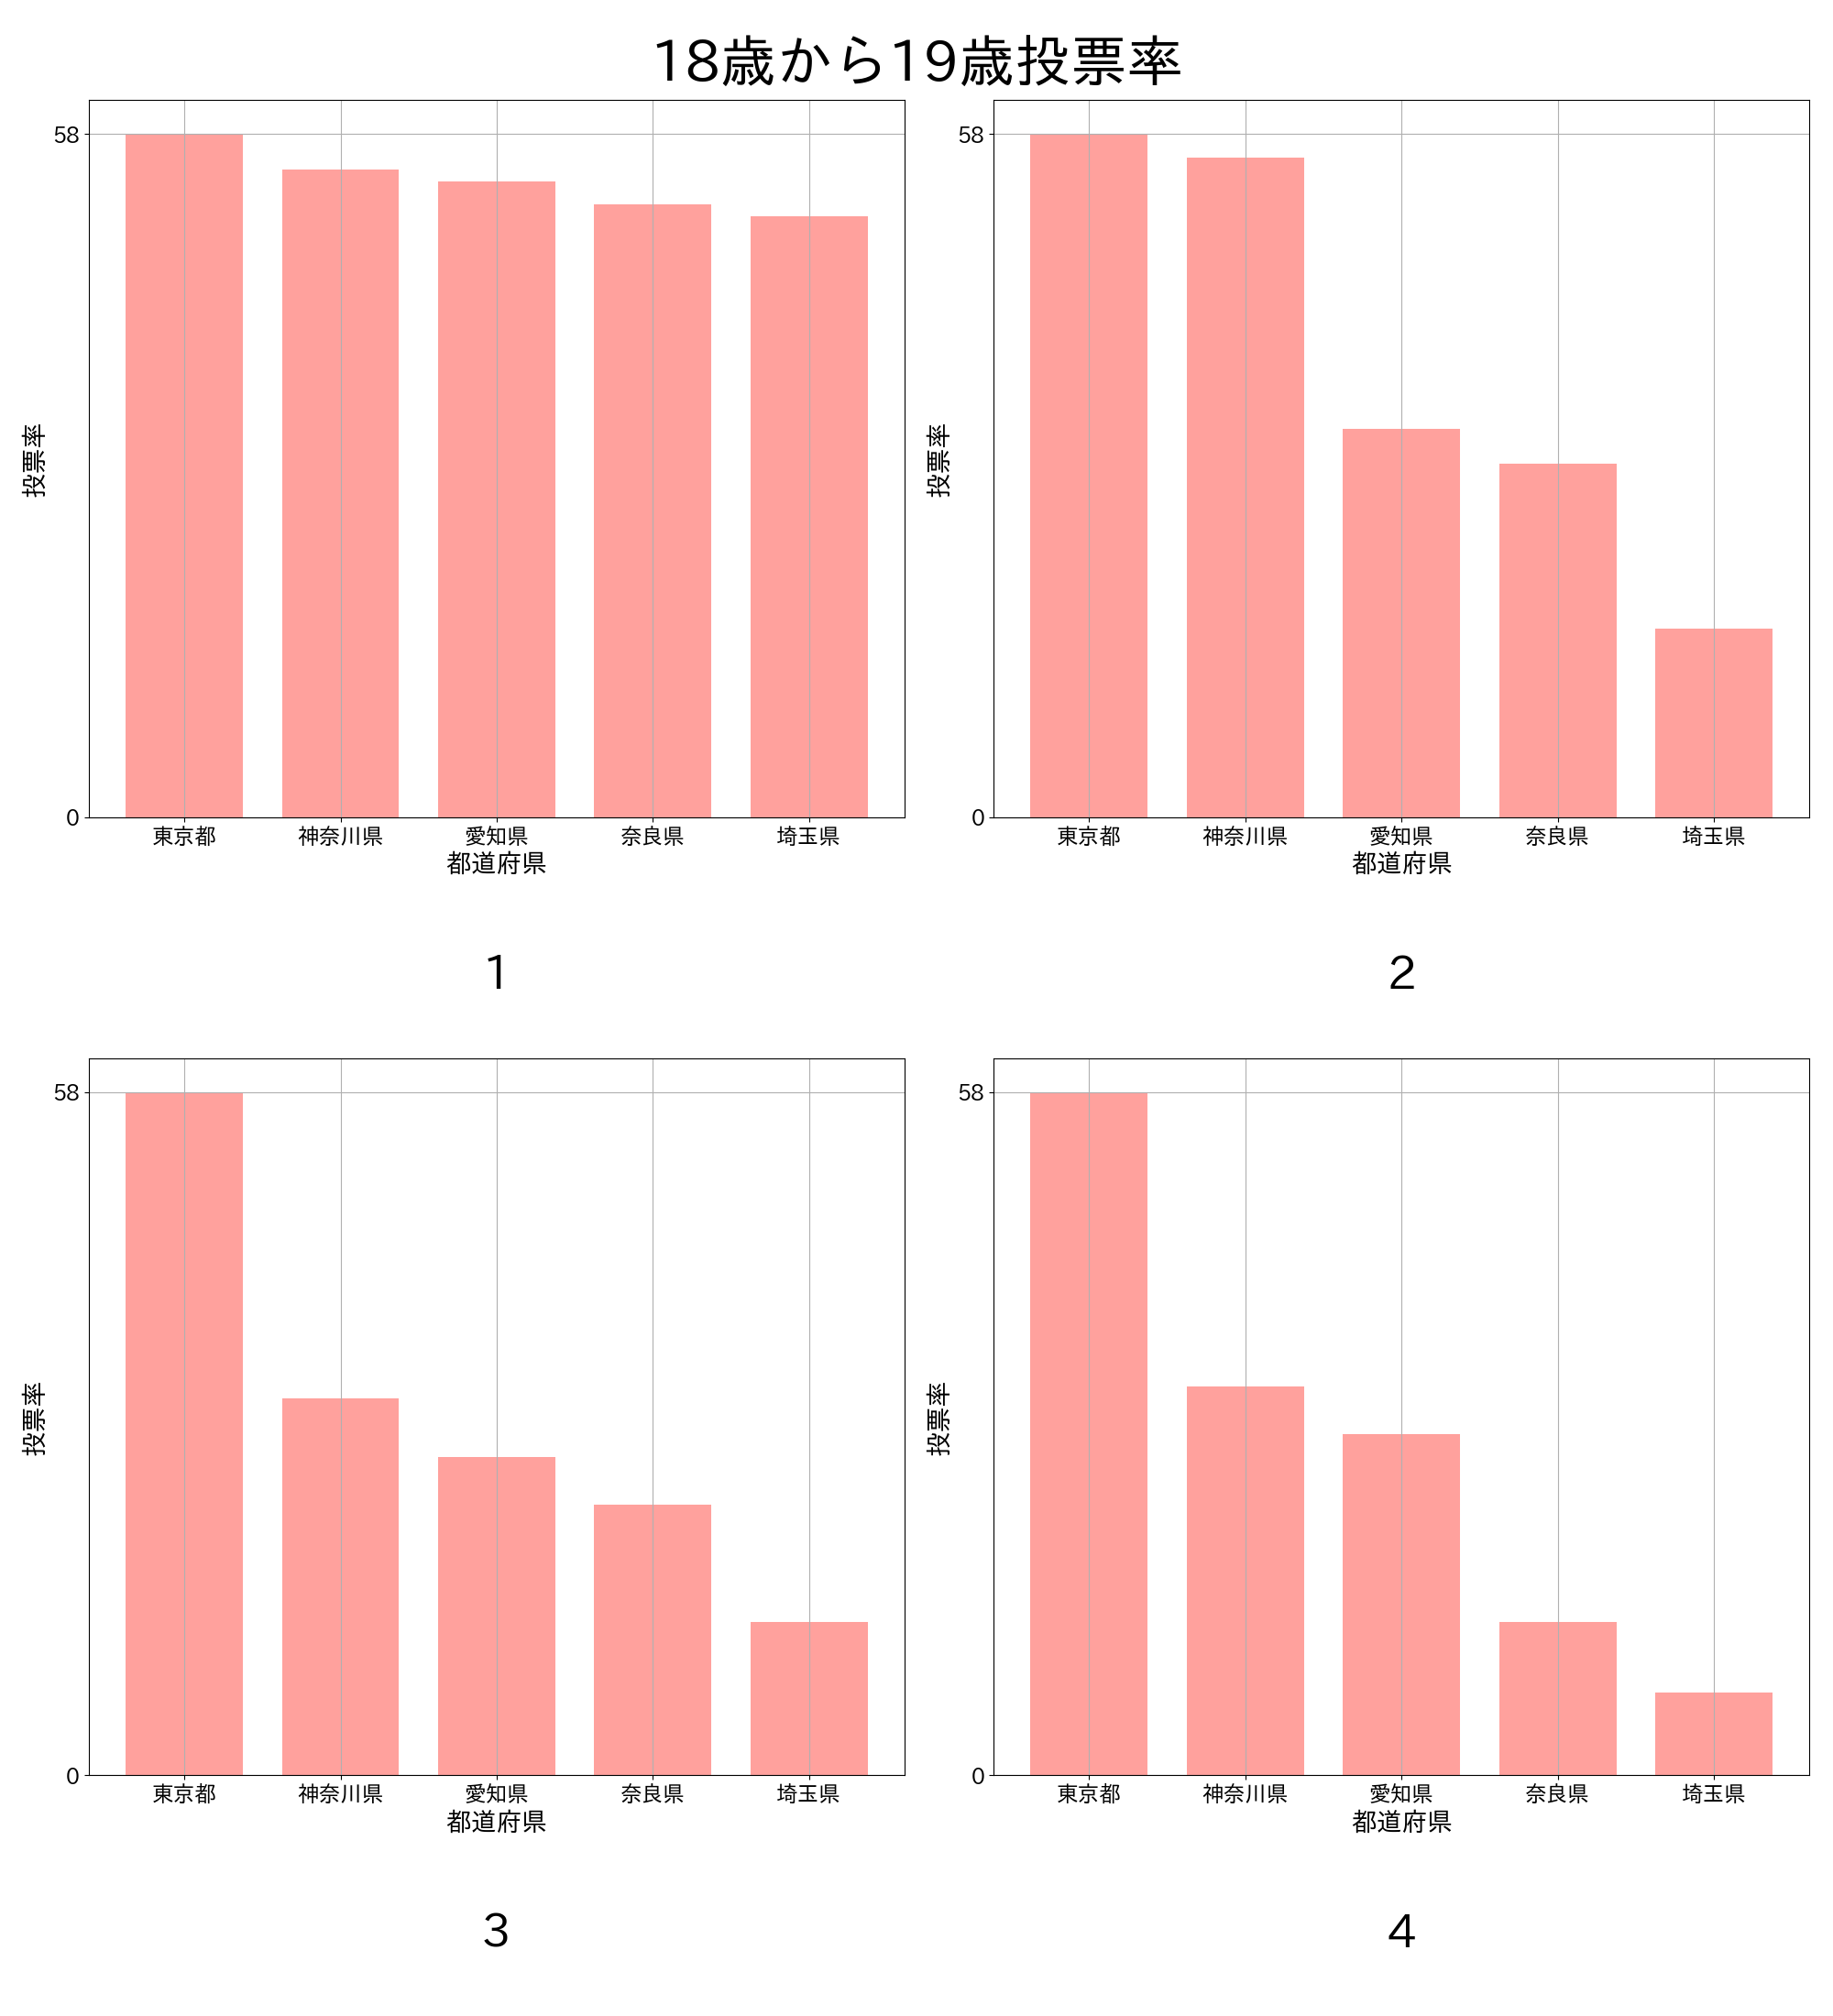 18歳から19歳投票率
58
0
投票率
東京都 神奈川県 愛知県 奈良県 埼玉県
都道府県
1
58
0
投票率
東京都 神奈川県 愛知県 奈良県 埼玉県
都道府県
2
58
0
投票率
東京都 神奈川県 愛知県 奈良県 埼玉県
都道府県
3
58
0
投票率
東京都 神奈川県 愛知県 奈良県 埼玉県
都道府県
4